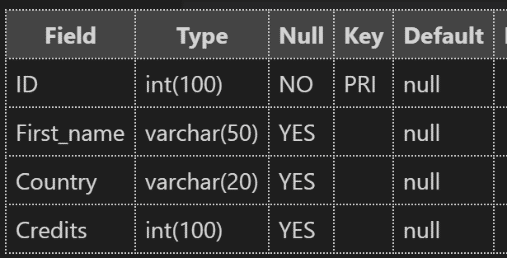 Field Type Null Key Default
ID int(100) NO PRI null
First_name varchar(50) YES null
Country varchar(20) YES null
Credits int(100) YES null